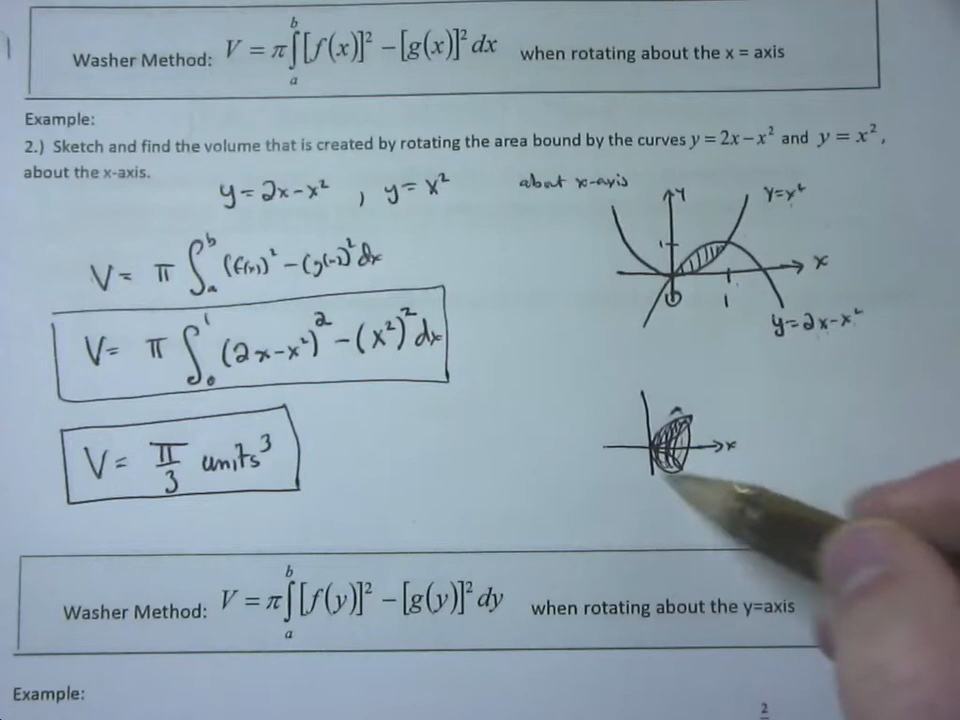 Washer Method: V = π∫ₐᵇ [f(x)]² − [g(x)]² dx when rotating about the x = axis
Example:
2.) Sketch and find the volume that is created by rotating the area bound by the curves y = 2x − x² and y = x²,
about the x-axis.
y = 2x − x² , y = x² about x-axis
V = π ∫ₐᵇ (f(x))² − (g(x))² dx
V = π ∫₀¹ (2x − x²)² − (x²)² dx
V = π/3 units³
y
y = x²
1
x
0
1
y = 2x − x²
x
Washer Method: V = π∫ₐᵇ [f(y)]² − [g(y)]² dy when rotating about the y=axis
Example:
2